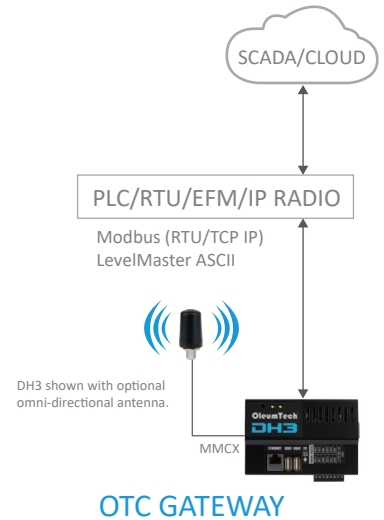 SCADA/CLOUD
PLC/RTU/EFM/IP RADIO
Modbus (RTU/TCP IP)
LevelMaster ASCII
DH3 shown with optional
omni-directional antenna.
MMCX
OleumTech
DH3
ETHERNET
OTC GATEWAY